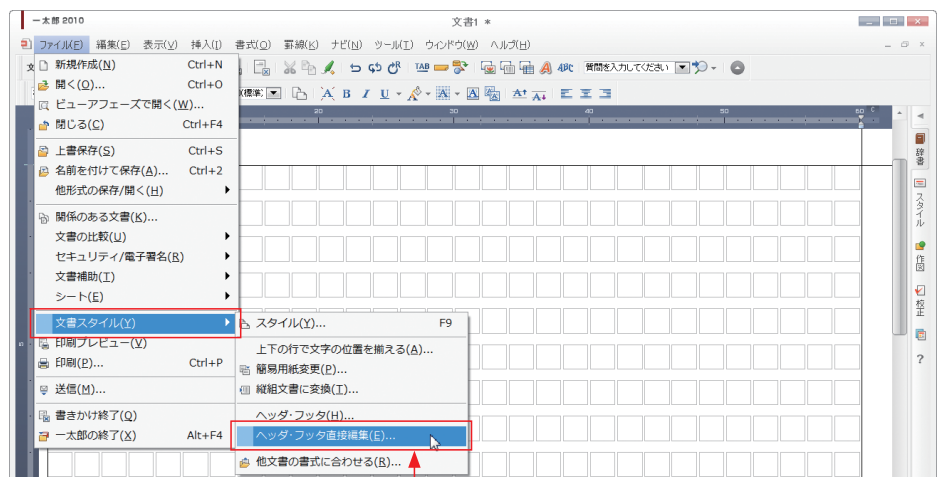 一太郎 2010
文書1 *
ファイル(F) 編集(E) 表示(V) 挿入(I) 書式(O) 罫線(K) ナビ(N) ツール(T) ウィンドウ(W) ヘルプ(H)
新規作成(N) Ctrl+N
開く(O)... Ctrl+O
ビューアフェーズで開く(W)...
閉じる(C) Ctrl+F4
上書保存(S) Ctrl+S
名前を付けて保存(A)... Ctrl+2
他形式の保存/開く(H)
関係のある文書(K)...
文書の比較(U)
セキュリティ/電子署名(R)
文書補助(T)
シート(E)
文書スタイル(Y)
印刷プレビュー(V)
印刷(P)... Ctrl+P
送信(M)...
書きかけ終了(Q)
一太郎の終了(X) Alt+F4
スタイル(Y)... F9
上下の行で文字の位置を揃える(A)...
簡易用紙変更(P)...
縦組文書に変換(T)...
ヘッダ･フッタ(H)...
ヘッダ･フッタ直接編集(E)...
他文書の書式に合わせる(R)...
TAB
ABC
質問を入力してください
(標準)
B I U A A A
20 30 40 50 60
辞書
スタイル
作図
校正
?